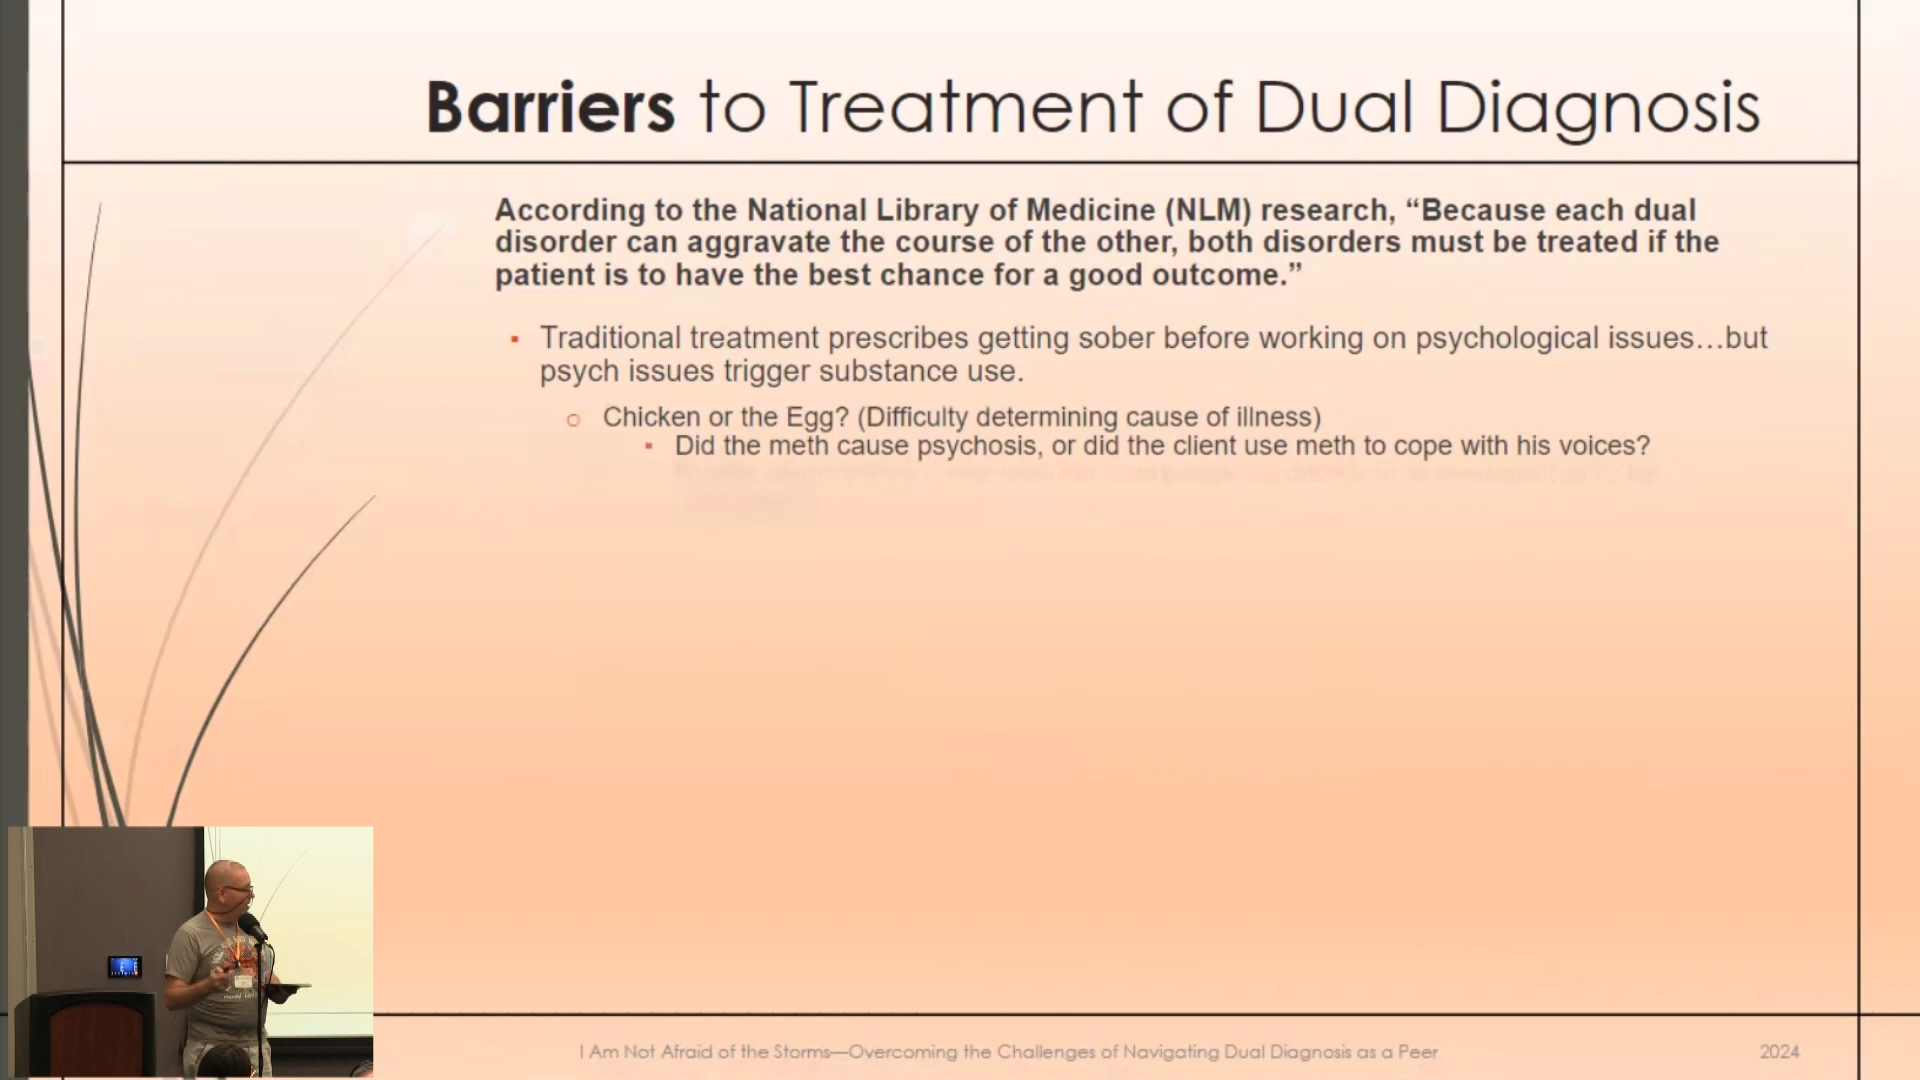 Barriers to Treatment of Dual Diagnosis
According to the National Library of Medicine (NLM) research, “Because each dual
disorder can aggravate the course of the other, both disorders must be treated if the
patient is to have the best chance for a good outcome.”
▪ Traditional treatment prescribes getting sober before working on psychological issues…but
psych issues trigger substance use.
o Chicken or the Egg? (Difficulty determining cause of illness)
▪ Did the meth cause psychosis, or did the client use meth to cope with his voices?
I Am Not Afraid of the Storms—Overcoming the Challenges of Navigating Dual Diagnosis as a Peer
2024